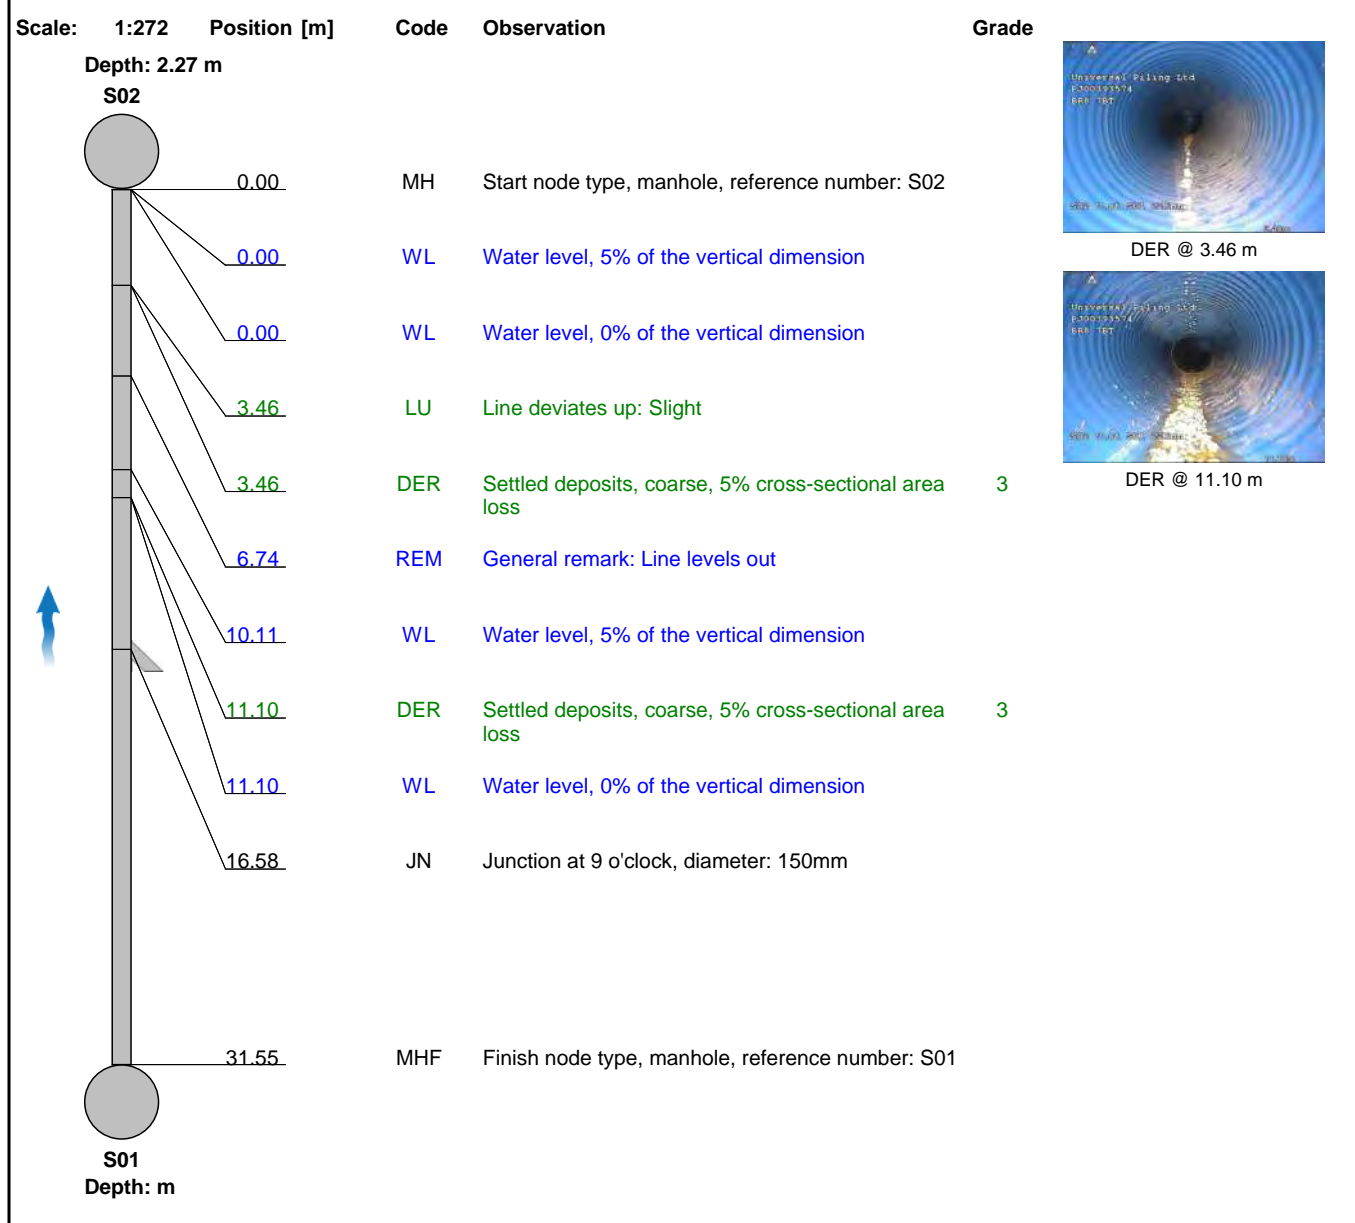 Scale: 1:272 Position [m] Code Observation Grade
Depth: 2.27 m
S02
0.00 MH Start node type, manhole, reference number: S02
0.00 WL Water level, 5% of the vertical dimension
0.00 WL Water level, 0% of the vertical dimension
3.46 LU Line deviates up: Slight
3.46 DER Settled deposits, coarse, 5% cross-sectional area 3
loss
6.74 REM General remark: Line levels out
10.11 WL Water level, 5% of the vertical dimension
11.10 DER Settled deposits, coarse, 5% cross-sectional area 3
loss
11.10 WL Water level, 0% of the vertical dimension
16.58 JN Junction at 9 o'clock, diameter: 150mm
31.55 MHF Finish node type, manhole, reference number: S01
S01
Depth: m
Universal Piling Ltd
PJ00393574
BR8 7BT
DER @ 3.46 m
Universal Piling Ltd
PJ00393574
BR8 7BT
DER @ 11.10 m